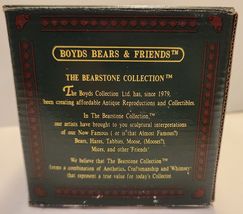 BOYDS BEARS & FRIENDS™
THE BEARSTONE COLLECTION™
The Boyds Collection Ltd. has, since 1979,
been creating affordable Antique Reproductions and Collectibles.
In The Bearstone Collection™,
our artists have brought you to sculptural interpretations
of our Now Famous ( or is that Almost Famous?)
Bears, Hares, Tabbies, Moose, (Mooses?),
Mice, and other 'Friends'
We believe that The Bearstone Collection™
forms a combination of Aesthetics, Craftsmanship and Whimsey
that represent a true value for today's Collector